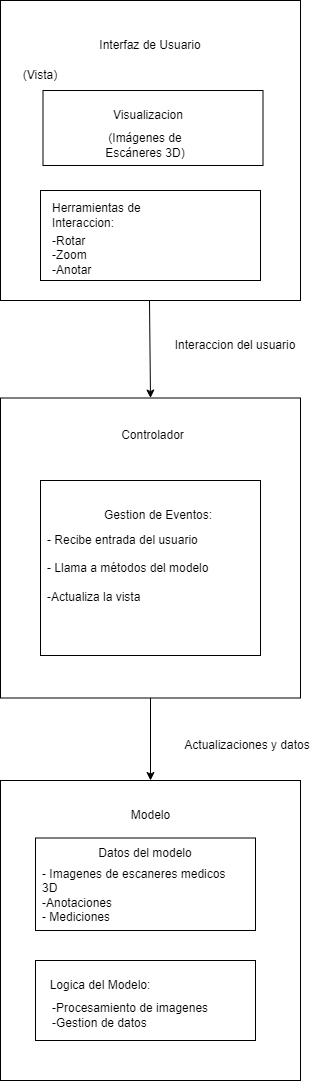 Interfaz de Usuario
(Vista)
Visualizacion
(Imágenes de
Escáneres 3D)
Herramientas de
Interaccion:
-Rotar
-Zoom
-Anotar
Interaccion del usuario
Controlador
Gestion de Eventos:
- Recibe entrada del usuario
- Llama a métodos del modelo
-Actualiza la vista
Actualizaciones y datos
Modelo
Datos del modelo
- Imagenes de escaneres medicos
3D
-Anotaciones
- Mediciones
Logica del Modelo:
-Procesamiento de imagenes
-Gestion de datos